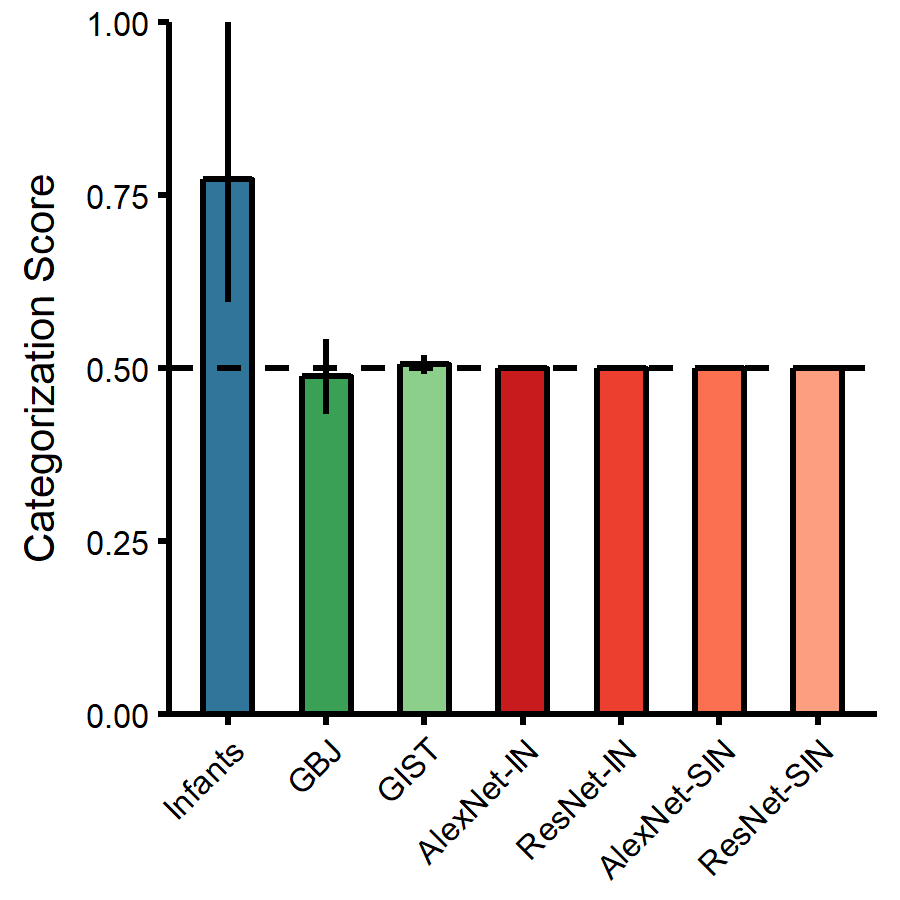 1.00
0.75
0.50
0.25
0.00
Categorization Score
Infants
GBJ
GIST
AlexNet-IN
ResNet-IN
AlexNet-SIN
ResNet-SIN